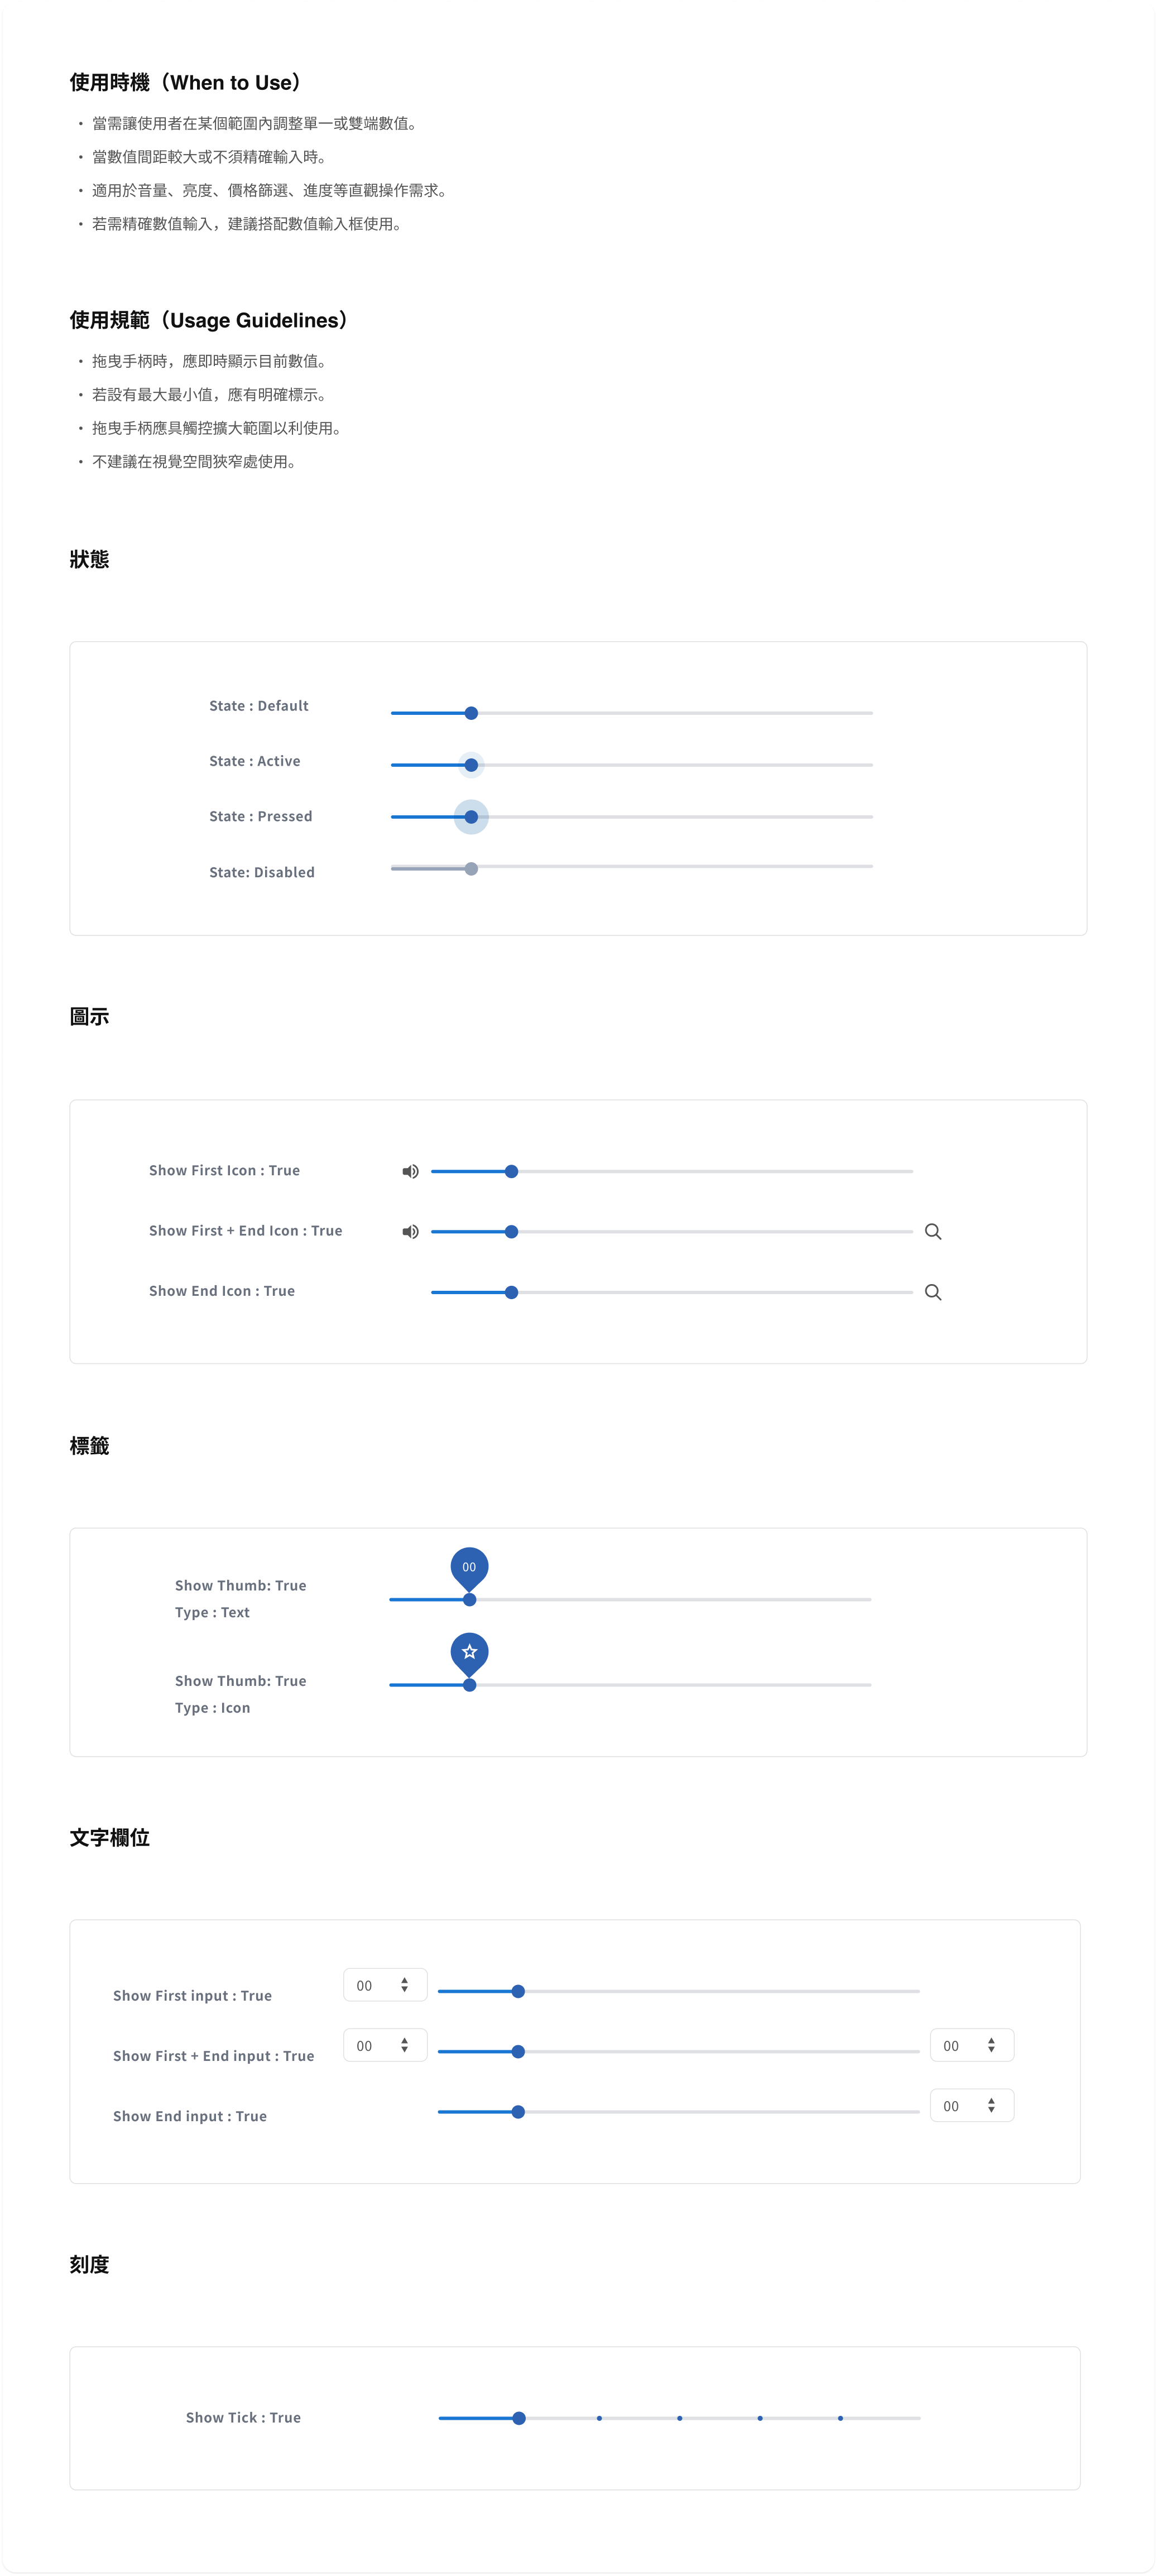 使用時機（When to Use）
• 當需讓使用者在某個範圍內調整單一或雙端數值。
• 當數值間距較大或不須精確輸入時。
• 適用於音量、亮度、價格篩選、進度等直觀操作需求。
• 若需精確數值輸入，建議搭配數值輸入框使用。
使用規範（Usage Guidelines）
• 拖曳手柄時，應即時顯示目前數值。
• 若設有最大最小值，應有明確標示。
• 拖曳手柄應具觸控擴大範圍以利使用。
• 不建議在視覺空間狹窄處使用。
狀態
State : Default
State : Active
State : Pressed
State: Disabled
圖示
Show First Icon : True
Show First + End Icon : True
Show End Icon : True
標籤
00
Show Thumb: True
Type : Text
Show Thumb: True
Type : Icon
文字欄位
Show First input : True 00
Show First + End input : True 00 00
Show End input : True 00
刻度
Show Tick : True